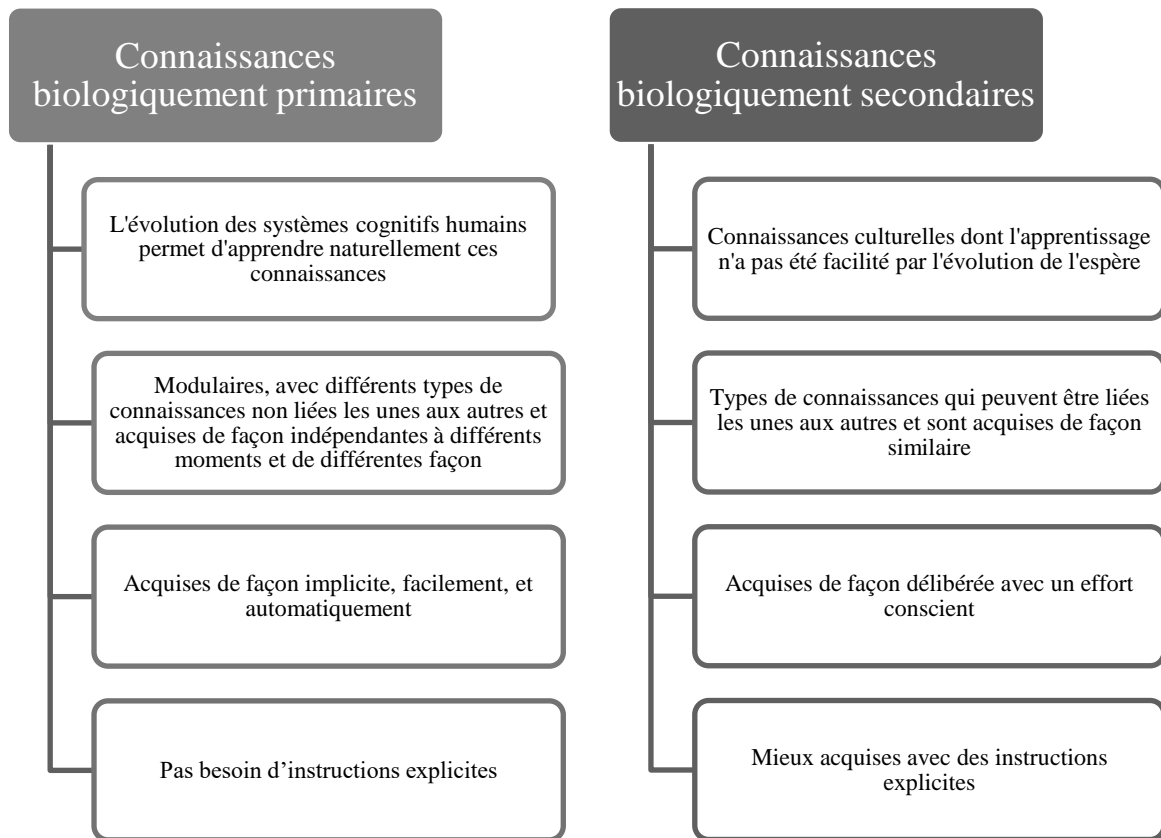 Connaissances
biologiquement primaires
L'évolution des systèmes cognitifs humains
permet d'apprendre naturellement ces
connaissances
Modulaires, avec différents types de
connaissances non liées les unes aux autres et
acquises de façon indépendantes à différents
moments et de différentes façon
Acquises de façon implicite, facilement, et
automatiquement
Pas besoin d’instructions explicites
Connaissances
biologiquement secondaires
Connaissances culturelles dont l'apprentissage
n'a pas été facilité par l'évolution de l'espère
Types de connaissances qui peuvent être liées
les unes aux autres et sont acquises de façon
similaire
Acquises de façon délibérée avec un effort
conscient
Mieux acquises avec des instructions
explicites